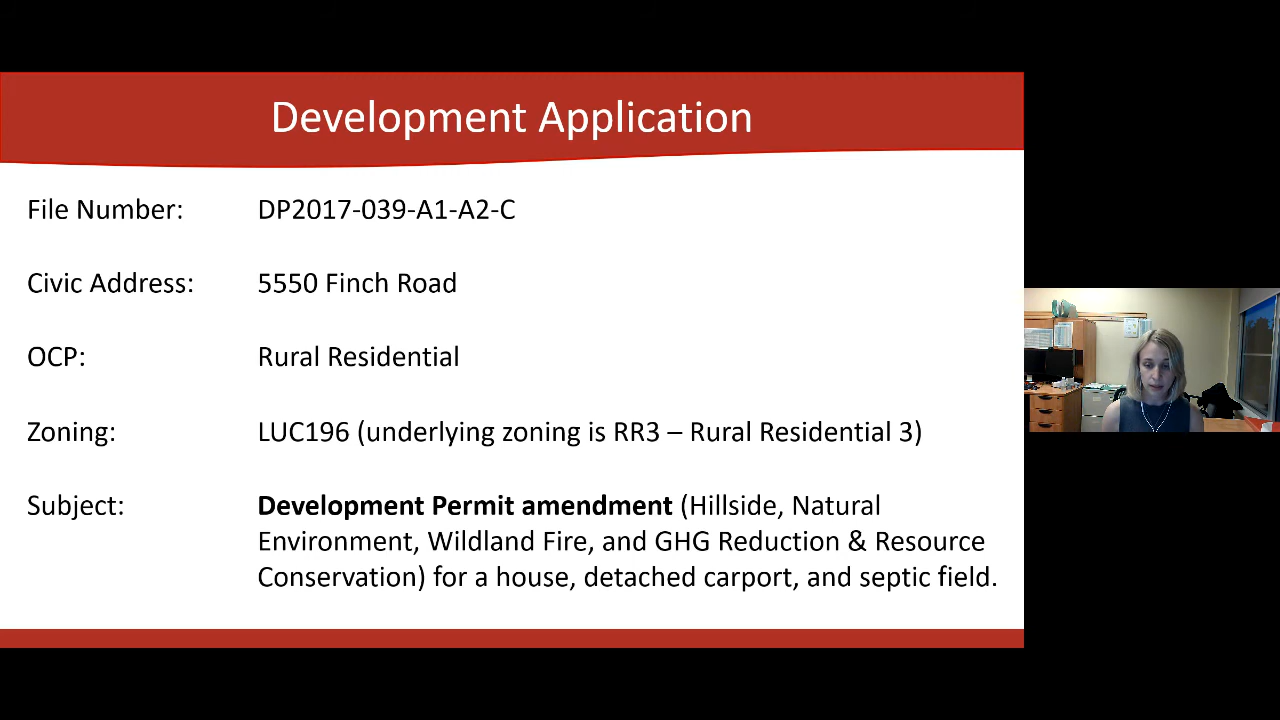 Development Application
File Number: DP2017-039-A1-A2-C
Civic Address: 5550 Finch Road
OCP: Rural Residential
Zoning: LUC196 (underlying zoning is RR3 – Rural Residential 3)
Subject: Development Permit amendment (Hillside, Natural
Environment, Wildland Fire, and GHG Reduction & Resource
Conservation) for a house, detached carport, and septic field.